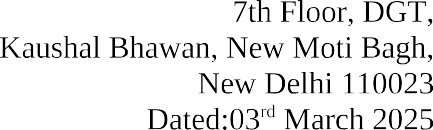 7th Floor, DGT,
Kaushal Bhawan, New Moti Bagh,
New Delhi 110023
Dated:03rd March 2025